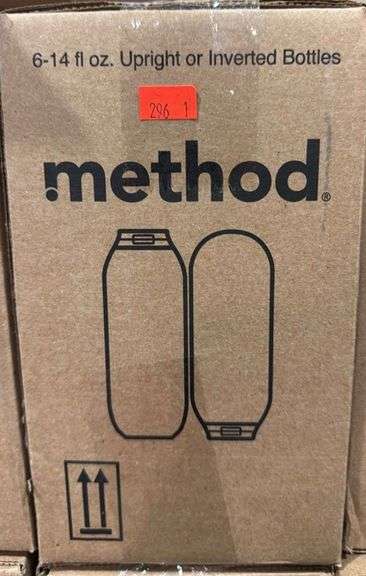 6-14 fl oz. Upright or Inverted Bottles
296 1
method®